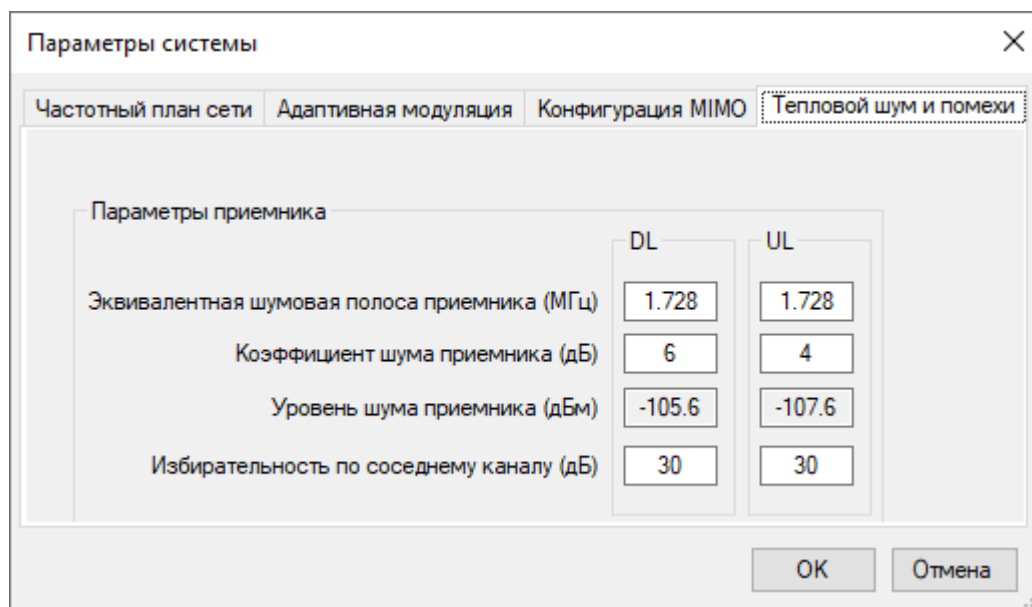 Параметры системы
Частотный план сети Адаптивная модуляция Конфигурация MIMO Тепловой шум и помехи
Параметры приемника
DL UL
Эквивалентная шумовая полоса приемника (МГц) 1.728 1.728
Коэффициент шума приемника (дБ) 6 4
Уровень шума приемника (дБм) -105.6 -107.6
Избирательность по соседнему каналу (дБ) 30 30
OK Отмена